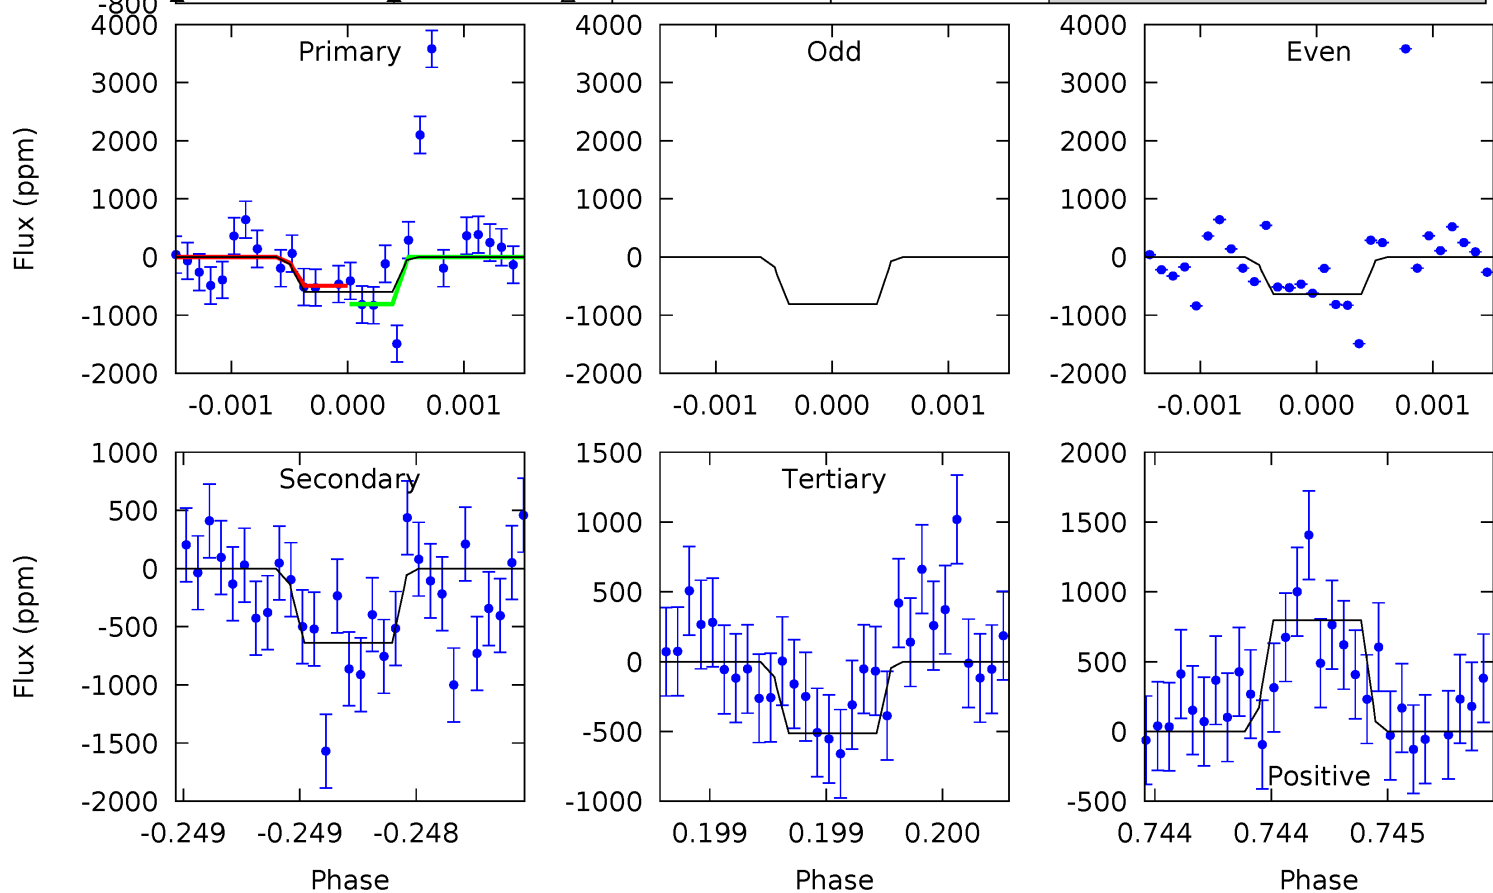 -800
4000 4000 4000
Primary Odd Even
3000 3000 3000
2000 2000 2000
1000 1000 1000
0 0 0
-1000 -1000 -1000
-2000 -2000 -2000
Flux (ppm)
-0.001 0.000 0.001 -0.001 0.000 0.001 -0.001 0.000 0.001
1000 1500 2000
Secondary Tertiary
500 1000 1500
0 500 1000
-500 0 500
-1000 -500 0
-1500 Positive
-2000 -1000 -500
Flux (ppm)
-0.249 -0.249 -0.248 0.199 0.199 0.200 0.744 0.744 0.745
Phase Phase Phase